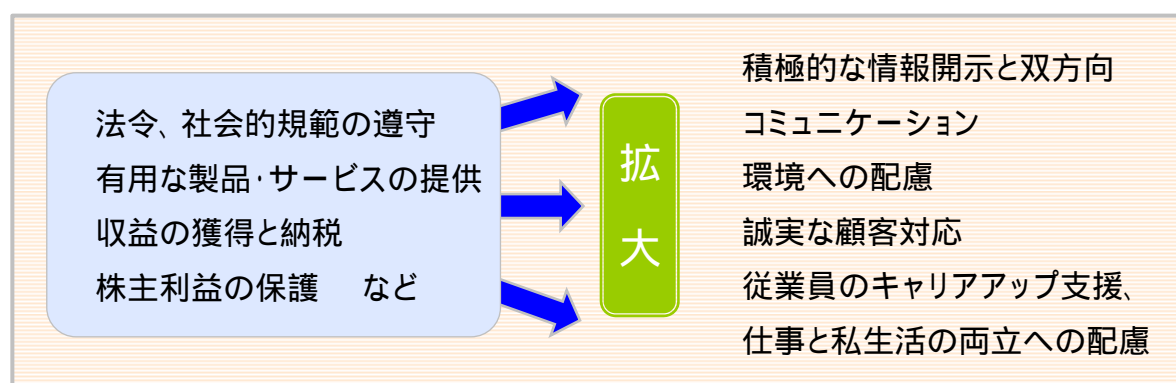 法令、社会的規範の遵守
有用な製品・サービスの提供
収益の獲得と納税
株主利益の保護　など
拡大
積極的な情報開示と双方向
コミュニケーション
環境への配慮
誠実な顧客対応
従業員のキャリアアップ支援、
仕事と私生活の両立への配慮